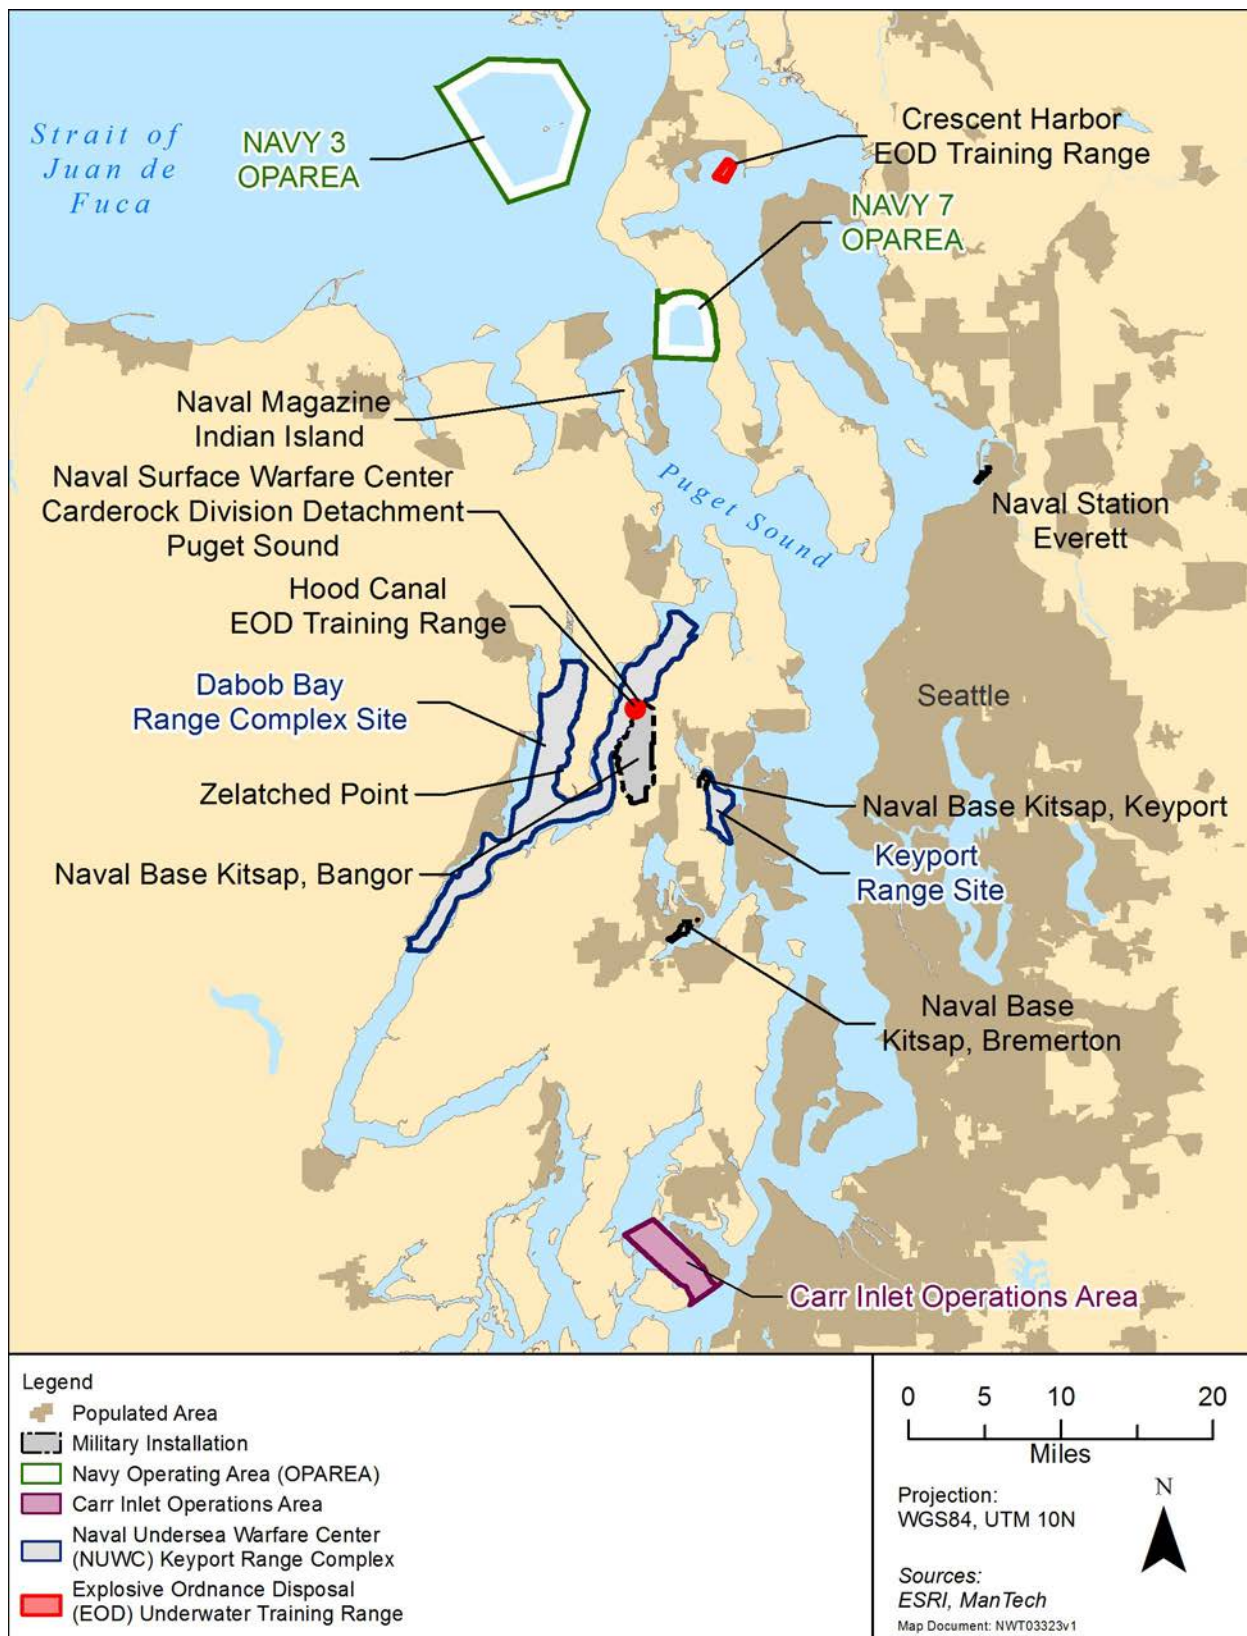 Strait of
Juan de
Fuca
NAVY 3
OPAREA
Crescent Harbor
EOD Training Range
NAVY 7
OPAREA
Naval Magazine
Indian Island
Naval Surface Warfare Center
Carderock Division Detachment
Puget Sound
Puget Sound
Naval Station
Everett
Hood Canal
EOD Training Range
Dabob Bay
Range Complex Site
Seattle
Zelatched Point
Naval Base Kitsap, Keyport
Naval Base Kitsap, Bangor
Keyport
Range Site
Naval Base
Kitsap, Bremerton
Carr Inlet Operations Area
Legend
Populated Area
Military Installation
Navy Operating Area (OPAREA)
Carr Inlet Operations Area
Naval Undersea Warfare Center
(NUWC) Keyport Range Complex
Explosive Ordnance Disposal
(EOD) Underwater Training Range
0 5 10 20
Miles
N
Projection:
WGS84, UTM 10N
Sources:
ESRI, ManTech
Map Document: NWT03323v1